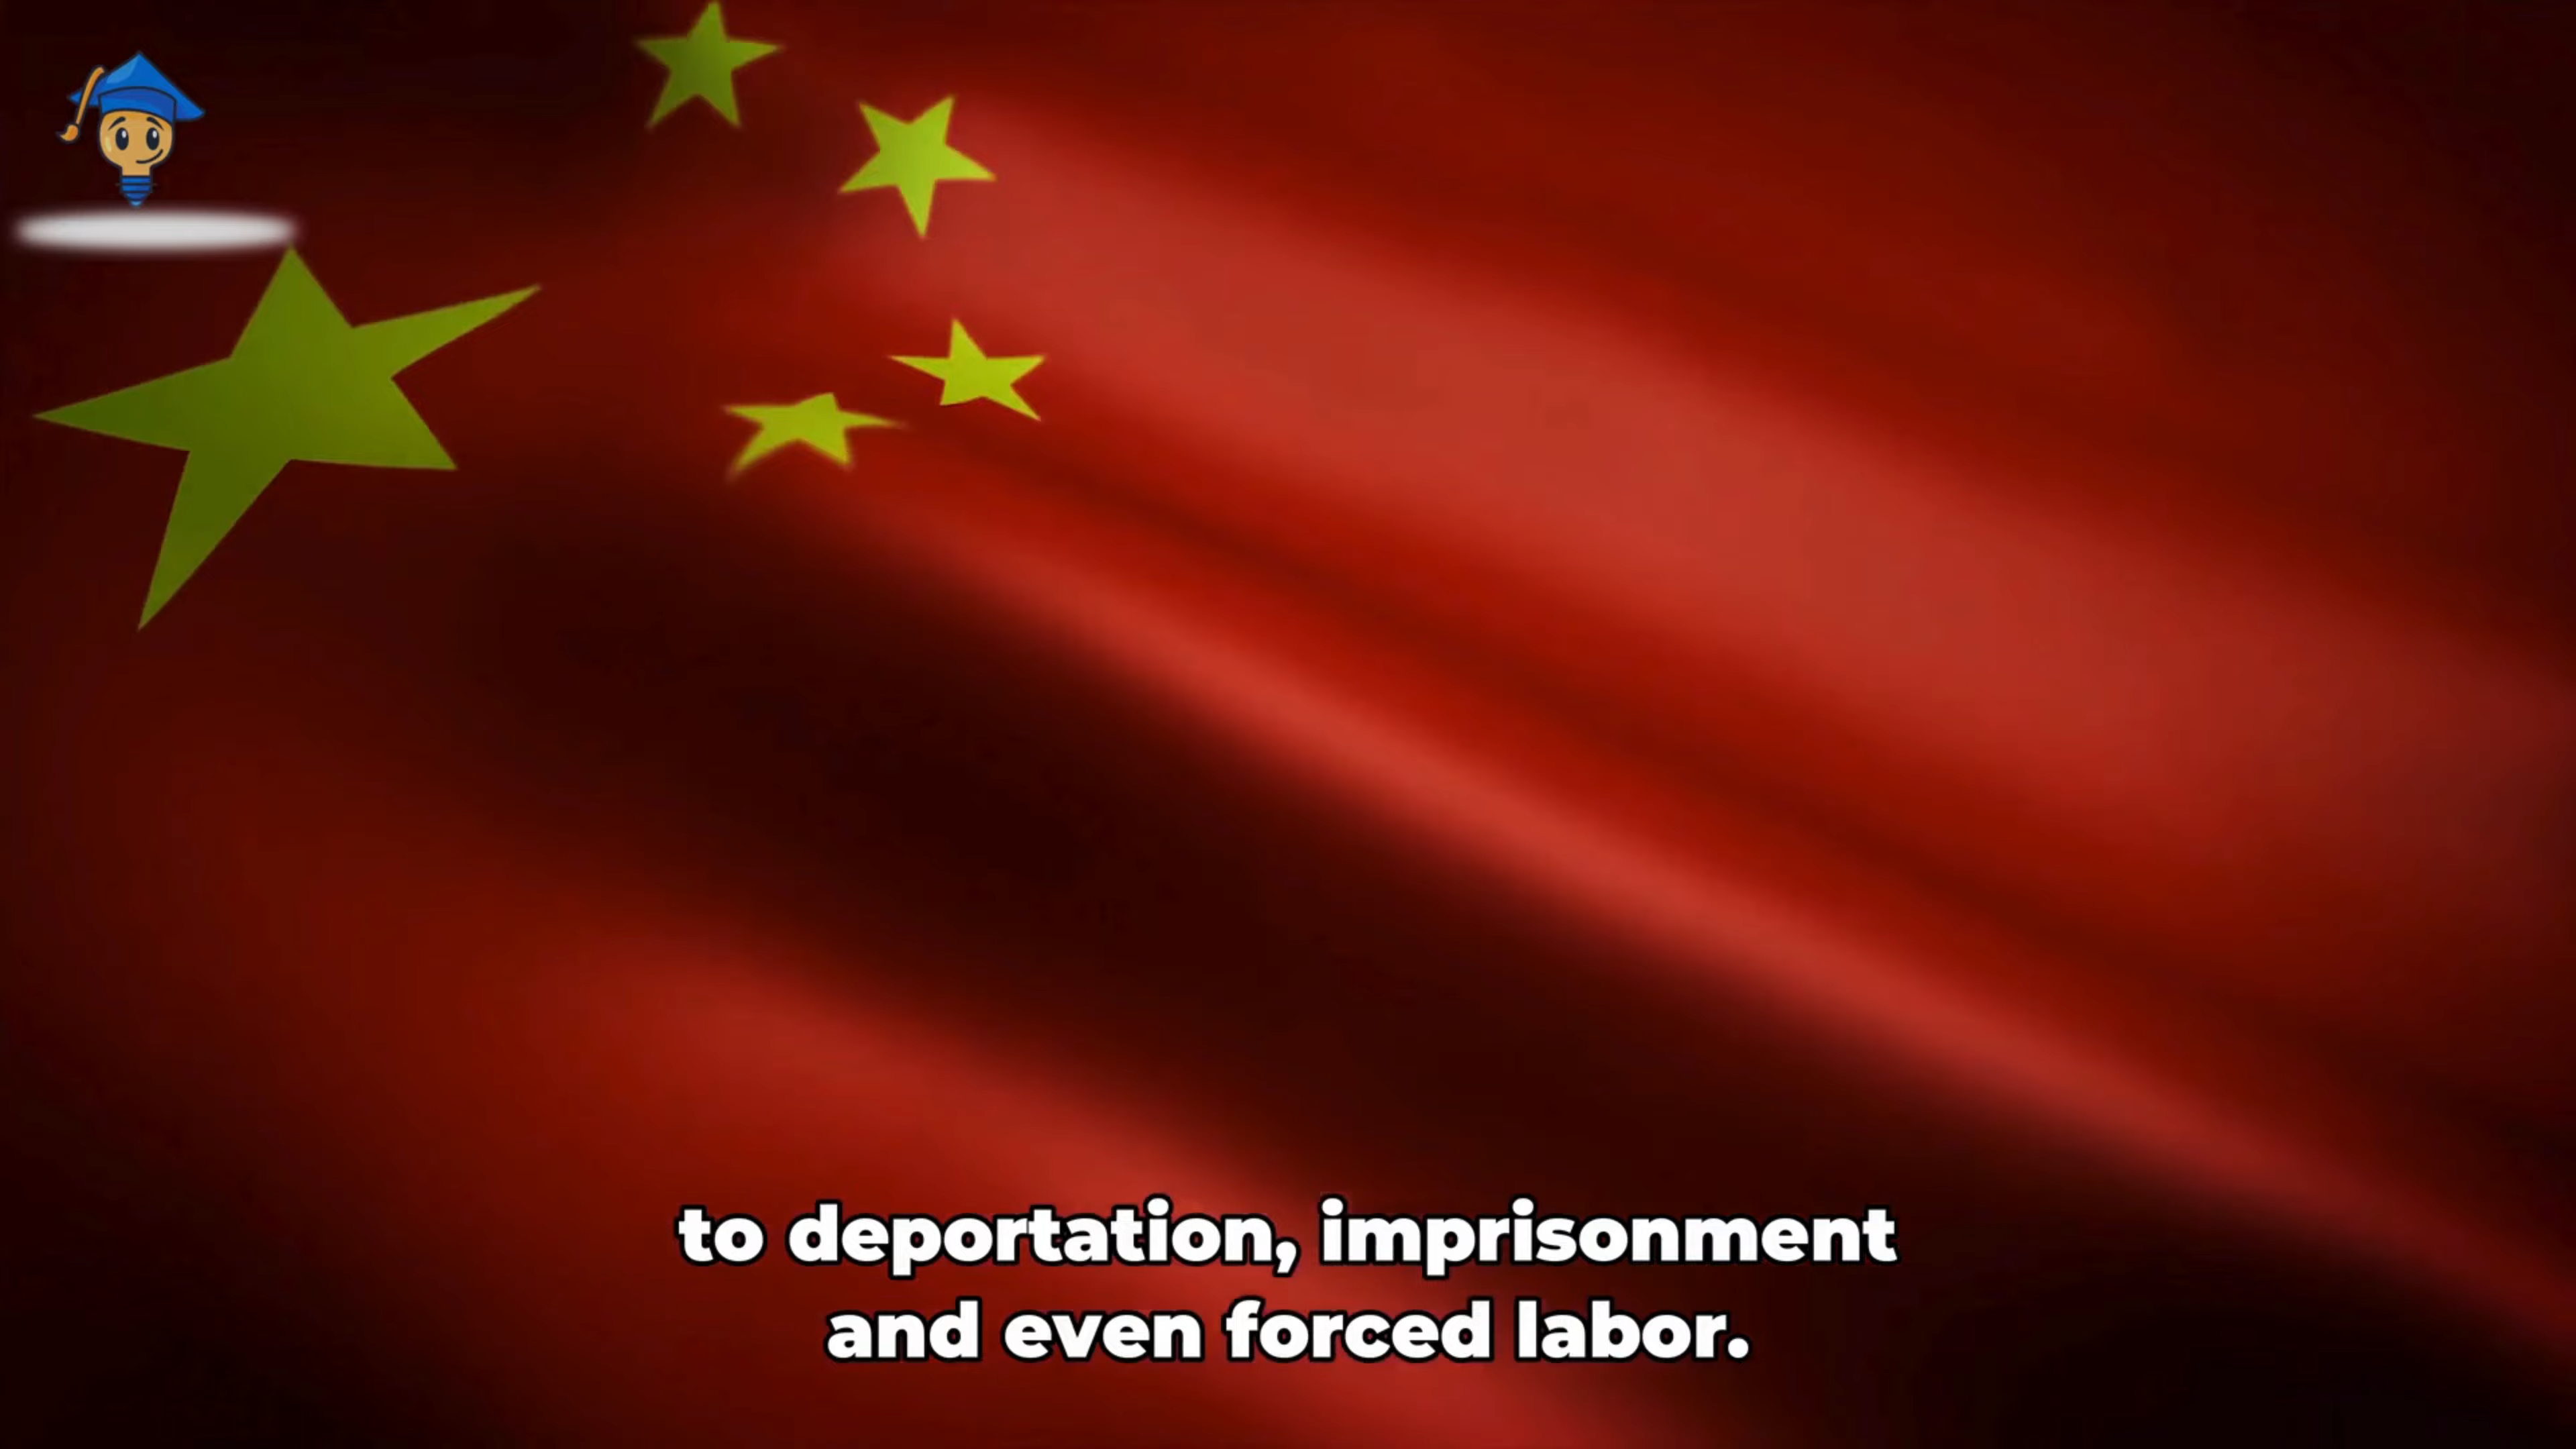 to deportation, imprisonment
and even forced labor.